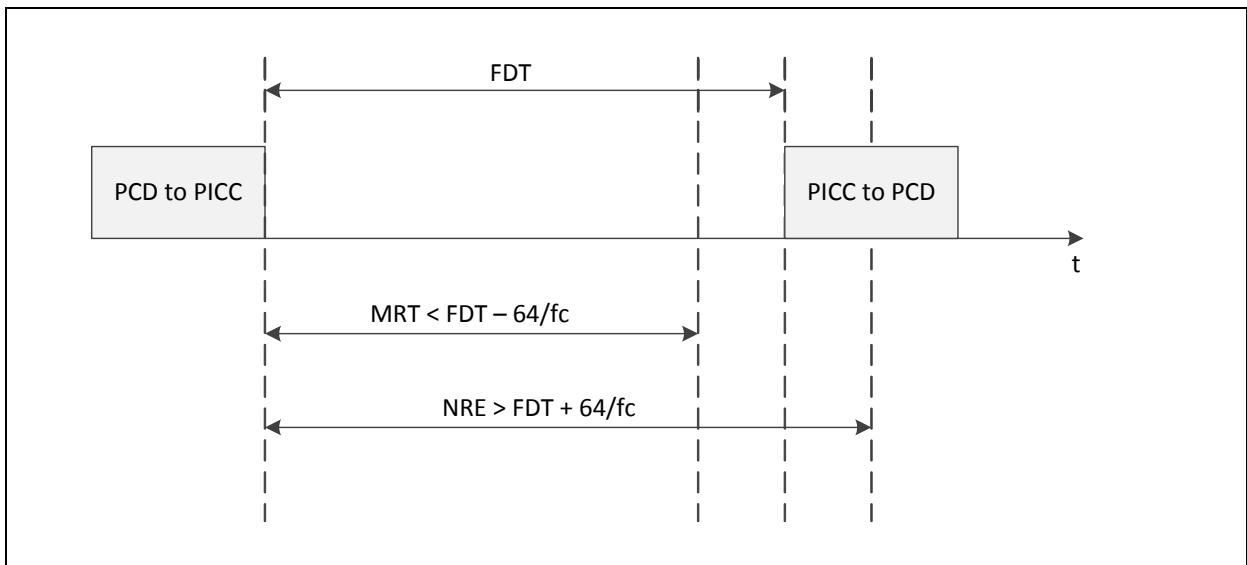 FDT
PCD to PICC
PICC to PCD
t
MRT < FDT – 64/fc
NRE > FDT + 64/fc